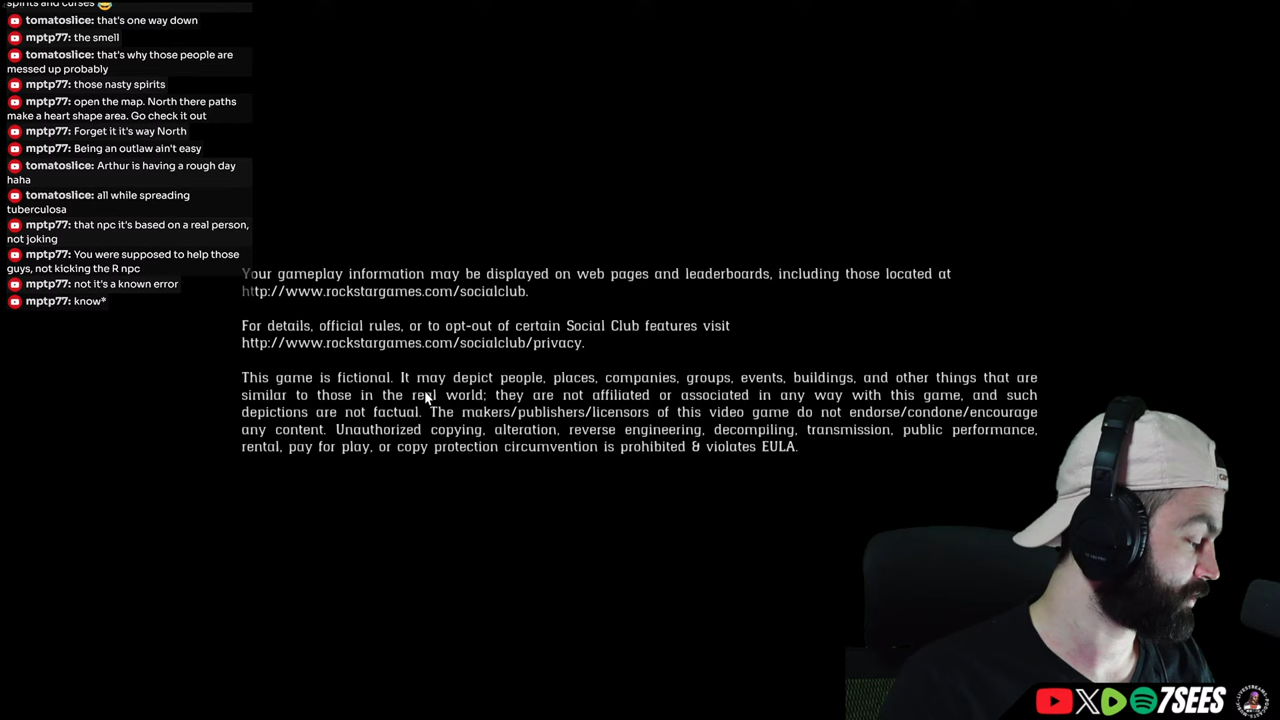 spirits and curses 😂
tomatoslice: that's one way down
mptp77: the smell
tomatoslice: that's why those people are
messed up probably
mptp77: those nasty spirits
mptp77: open the map. North there paths
make a heart shape area. Go check it out
mptp77: Forget it it's way North
mptp77: Being an outlaw ain't easy
tomatoslice: Arthur is having a rough day
haha
tomatoslice: all while spreading
tuberculosa
mptp77: that npc it's based on a real person,
not joking
mptp77: You were supposed to help those
guys, not kicking the R npc
mptp77: not it's a known error
mptp77: know*
Your gameplay information may be displayed on web pages and leaderboards, including those located at
http://www.rockstargames.com/socialclub.
For details, official rules, or to opt-out of certain Social Club features visit
http://www.rockstargames.com/socialclub/privacy.
This game is fictional. It may depict people, places, companies, groups, events, buildings, and other things that are
similar to those in the real world; they are not affiliated or associated in any way with this game, and such
depictions are not factual. The makers/publishers/licensors of this video game do not endorse/condone/encourage
any content. Unauthorized copying, alteration, reverse engineering, decompiling, transmission, public performance,
rental, pay for play, or copy protection circumvention is prohibited & violates EULA.
7SEES